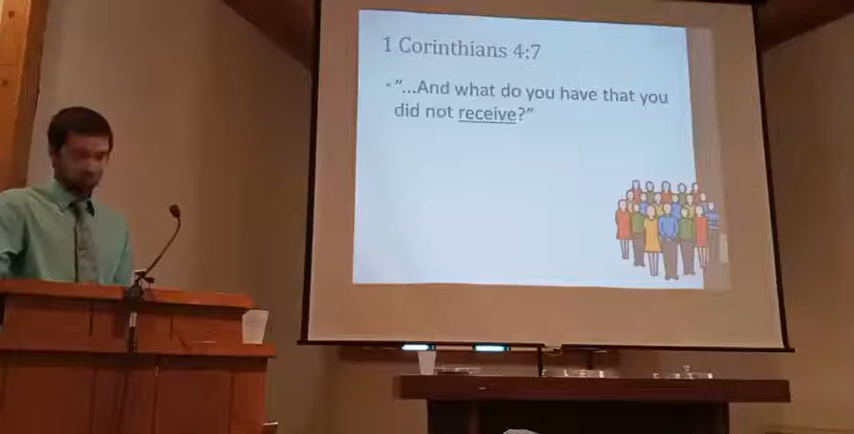 1 Corinthians 4:7
"...And what do you have that you
did not receive?"